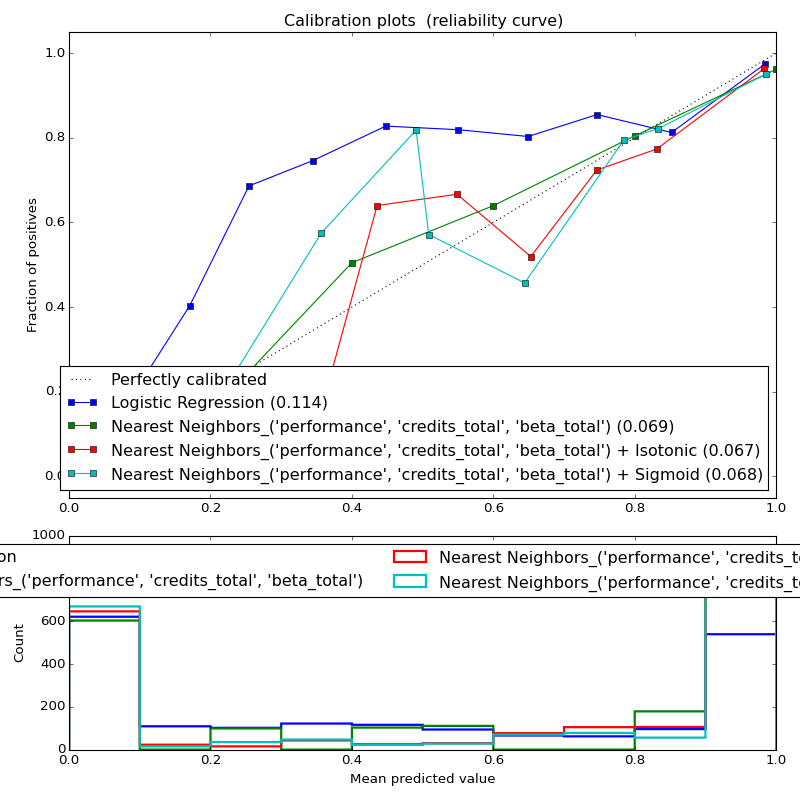 Calibration plots (reliability curve)
1.0
0.8
0.6
0.4
Fraction of positives
Perfectly calibrated
Logistic Regression (0.114)
Nearest Neighbors_('performance', 'credits_total', 'beta_total') (0.069)
Nearest Neighbors_('performance', 'credits_total', 'beta_total') + Isotonic (0.067)
Nearest Neighbors_('performance', 'credits_total', 'beta_total') + Sigmoid (0.068)
0.0 0.2 0.4 0.6 0.8 1.0
1000
on
rs_('performance', 'credits_total', 'beta_total')
Nearest Neighbors_('performance', 'credits_to
Nearest Neighbors_('performance', 'credits_to
600
400
200
0
Count
0.0 0.2 0.4 0.6 0.8 1.0
Mean predicted value